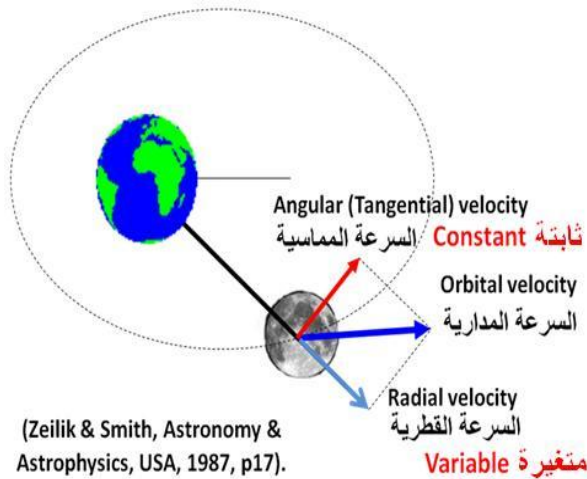 Angular (Tangential) velocity
السرعة المماسية Constant ثابتة
Orbital velocity
السرعة المدارية
Radial velocity
السرعة القطرية
Variable متغيرة
(Zeilik & Smith, Astronomy &
Astrophysics, USA, 1987, p17).